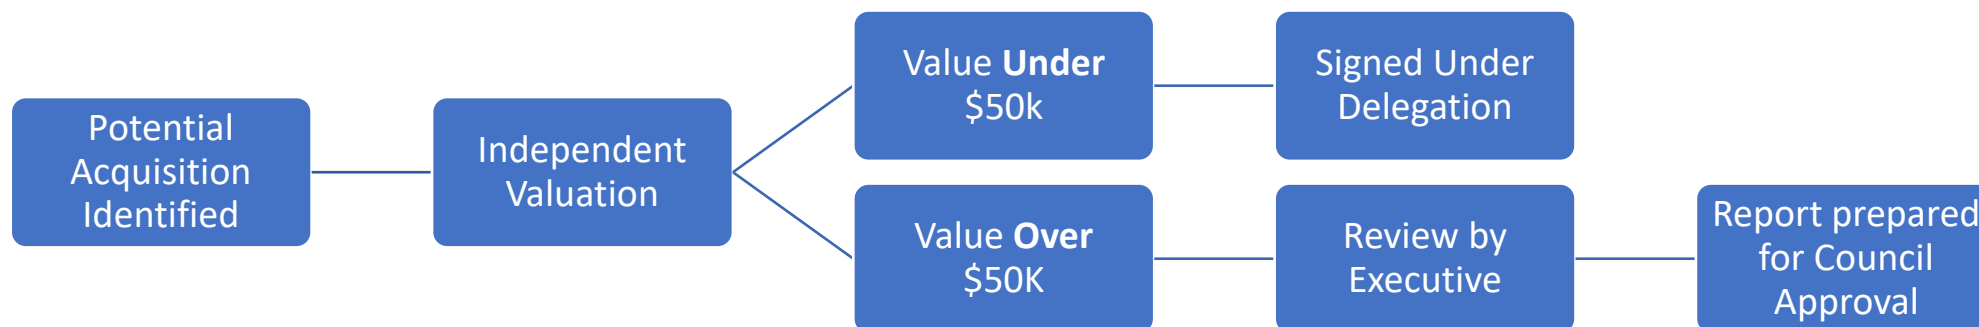 Potential
Acquisition
Identified
Independent
Valuation
Value Under
$50k
Signed Under
Delegation
Value Over
$50K
Review by
Executive
Report prepared
for Council
Approval